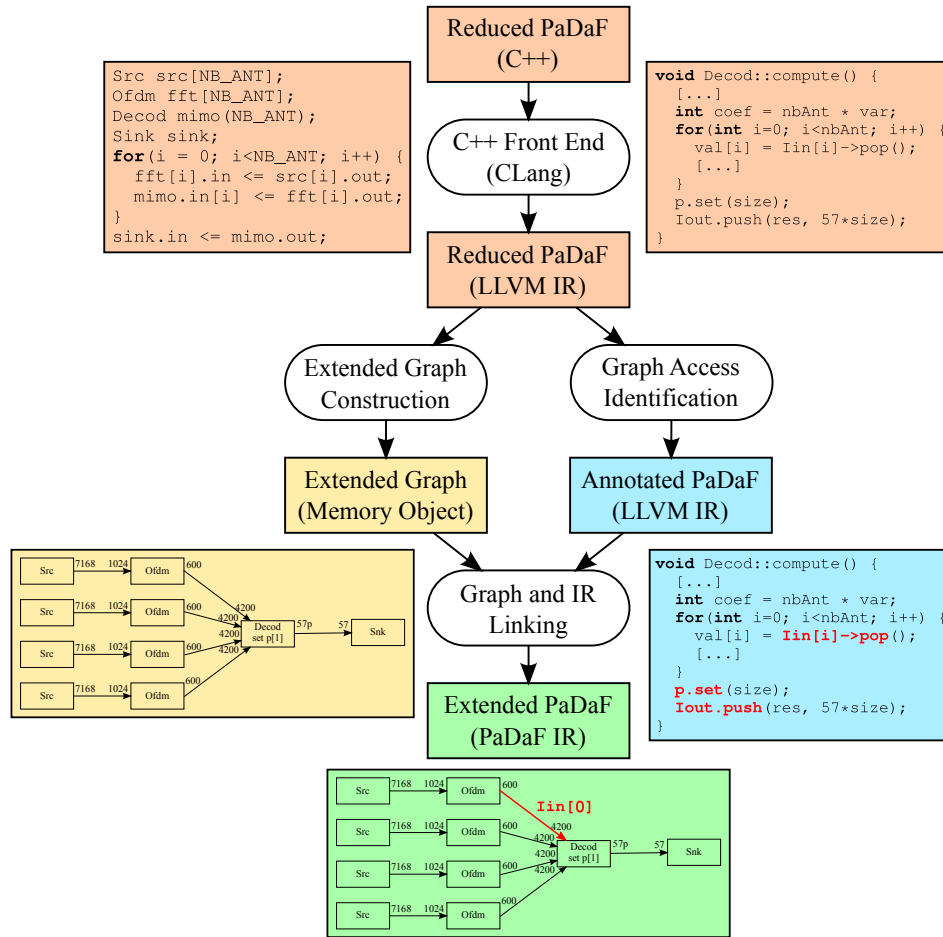 Reduced PaDaF
(C++)
Src src[NB_ANT];
Ofdm fft[NB_ANT];
Decod mimo(NB_ANT);
Sink sink;
for(i = 0; i<NB_ANT; i++) {
  fft[i].in <= src[i].out;
  mimo.in[i] <= fft[i].out;
}
sink.in <= mimo.out;
C++ Front End
(CLang)
void Decod::compute() {
  [...]
  int coef = nbAnt * var;
  for(int i=0; i<nbAnt; i++) {
    val[i] = Iin[i]->pop();
    [...]
  }
  p.set(size);
  Iout.push(res, 57*size);
}
Reduced PaDaF
(LLVM IR)
Extended Graph
Construction
Graph Access
Identification
Extended Graph
(Memory Object)
Annotated PaDaF
(LLVM IR)
Src 7168 1024 Ofdm 600
4200
Src 7168 1024 Ofdm 600
4200
Decod
set p[1]
57p 57 Snk
4200
Src 7168 1024 Ofdm 600
4200
Src 7168 1024 Ofdm 600
Graph and IR
Linking
void Decod::compute() {
  [...]
  int coef = nbAnt * var;
  for(int i=0; i<nbAnt; i++) {
    val[i] = Iin[i]->pop();
    [...]
  }
  p.set(size);
  Iout.push(res, 57*size);
}
Extended PaDaF
(PaDaF IR)
Src 7168 1024 Ofdm 600
Iin[0]
4200
Src 7168 1024 Ofdm 600
4200
Decod
set p[1]
57p 57 Snk
4200
Src 7168 1024 Ofdm 600
4200
Src 7168 1024 Ofdm 600